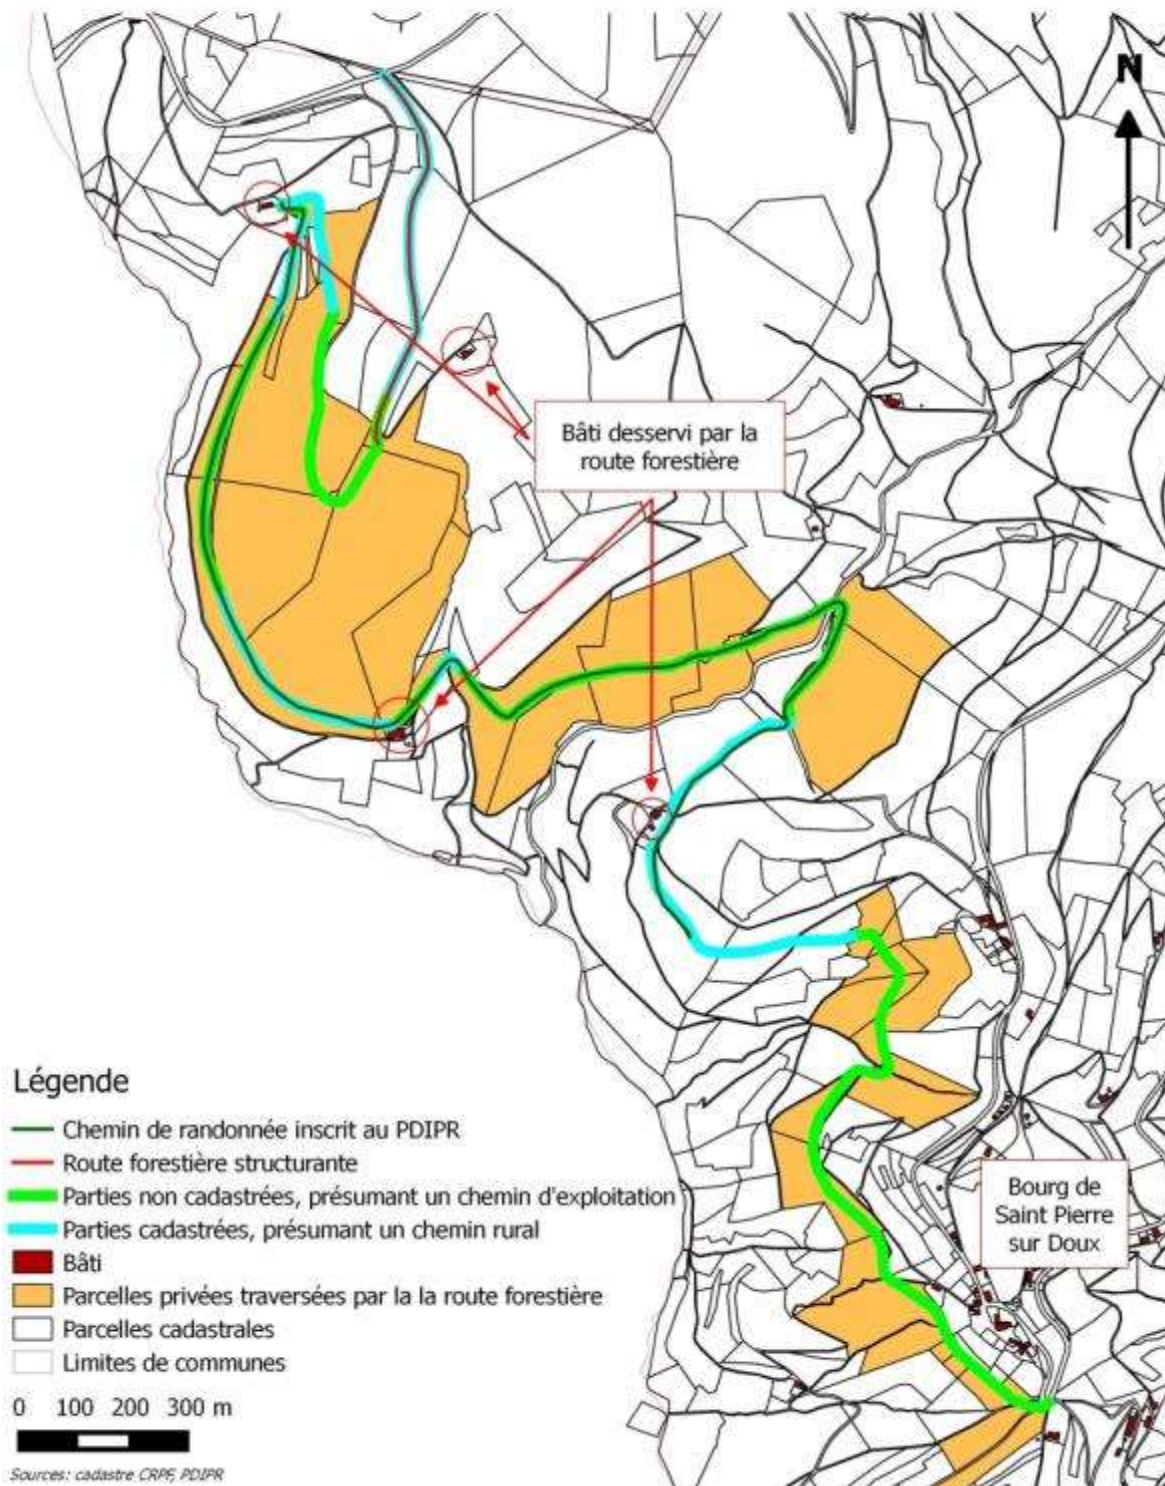 N
Bâti desservi par la
route forestière
Légende
Chemin de randonnée inscrit au PDIPR
Route forestière structurante
Parties non cadastrées, présumant un chemin d'exploitation
Parties cadastrées, présumant un chemin rural
Bâti
Parcelles privées traversées par la la route forestière
Parcelles cadastrales
Limites de communes
Bourg de
Saint Pierre
sur Doux
0 100 200 300 m
Sources: cadastre CRPF, PDIPR